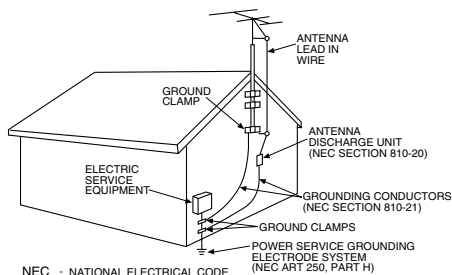 ANTENNA
LEAD IN
WIRE
GROUND
CLAMP
ANTENNA
DISCHARGE UNIT
(NEC SECTION 810-20)
ELECTRIC
SERVICE
EQUIPMENT
GROUNDING CONDUCTORS
(NEC SECTION 810-21)
GROUND CLAMPS
POWER SERVICE GROUNDING
ELECTRODE SYSTEM
(NEC ART 250, PART H)
NEC - NATIONAL ELECTRICAL CODE